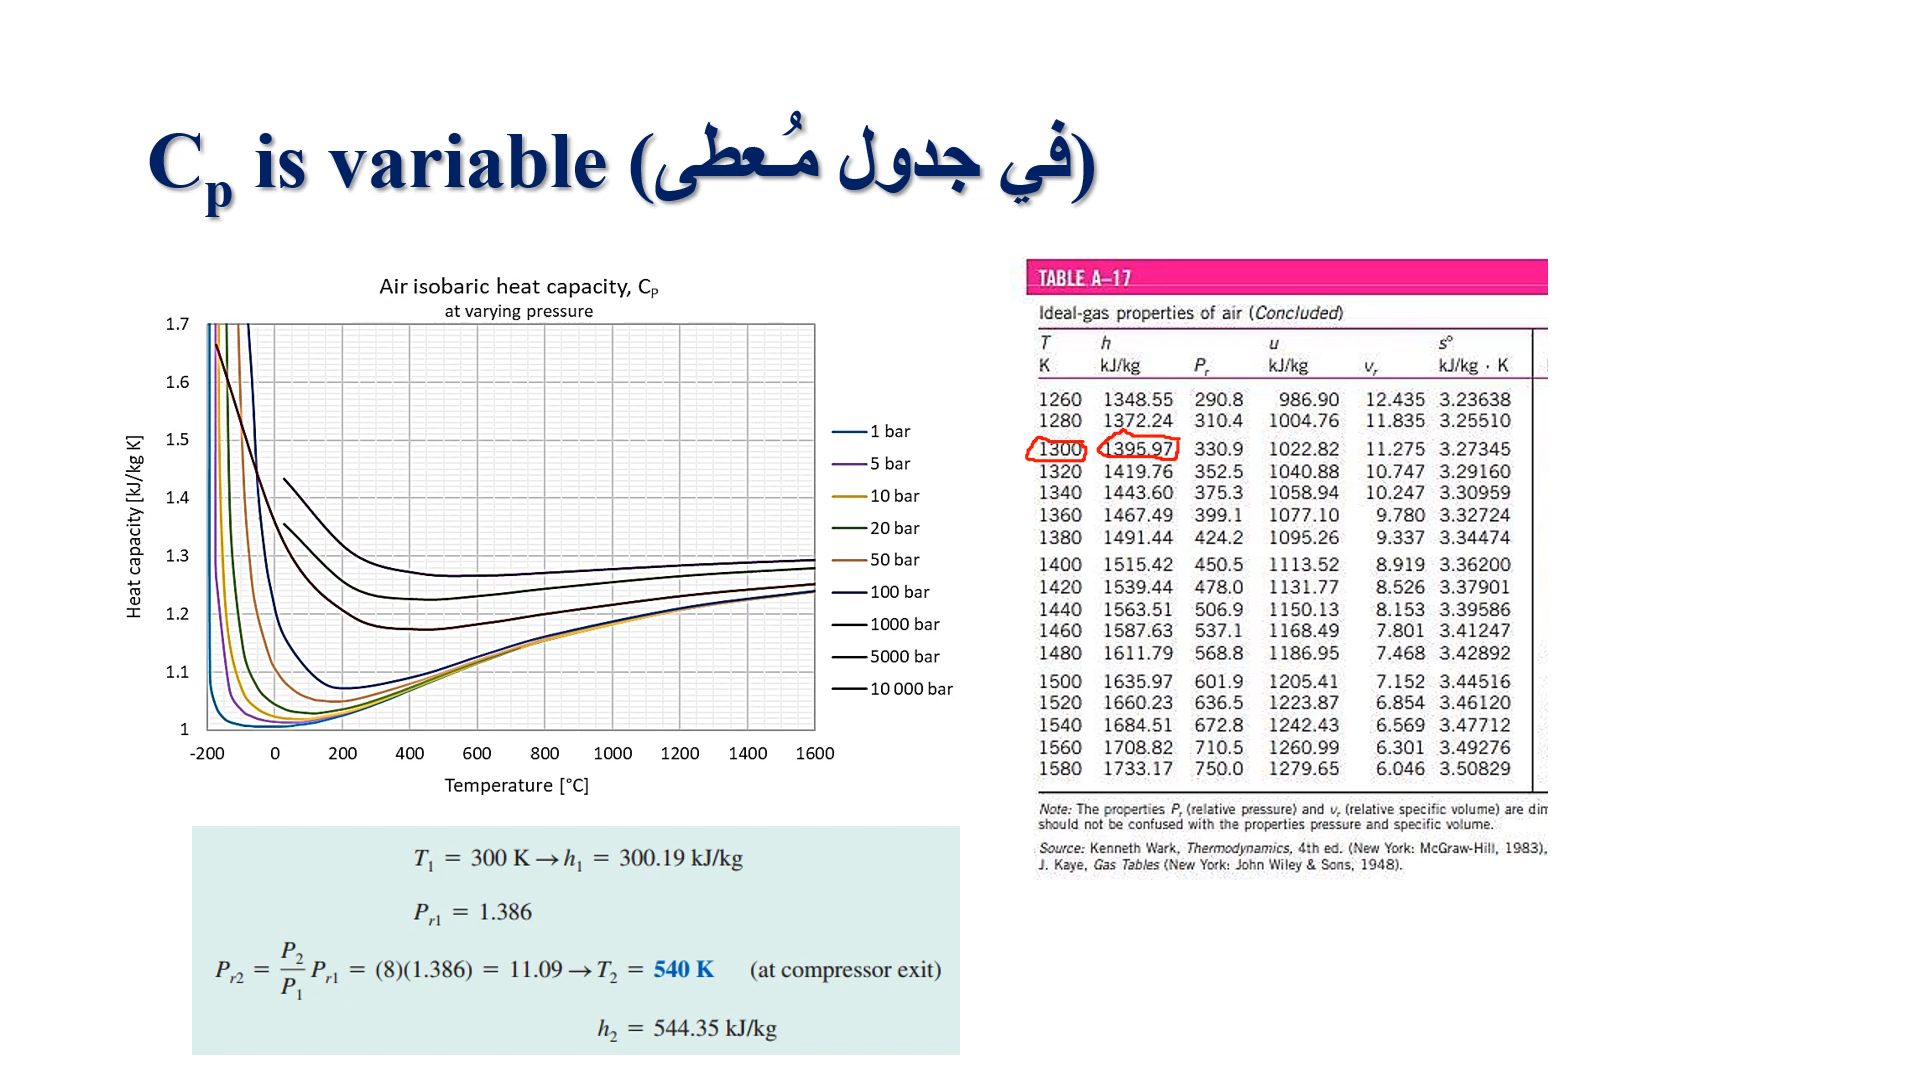 Cp is variable (في جدول مُـعطى)
Air isobaric heat capacity, CP
at varying pressure
1.7
1.6
1.5
1.4
1.3
1.2
1.1
1
Heat capacity [kJ/kg K]
-200 0 200 400 600 800 1000 1200 1400 1600
Temperature [°C]
1 bar
5 bar
10 bar
20 bar
50 bar
100 bar
1000 bar
5000 bar
10 000 bar
T1 = 300 K → h1 = 300.19 kJ/kg
Pr1 = 1.386
Pr2 = P2/P1 Pr1 = (8)(1.386) = 11.09 → T2 = 540 K (at compressor exit)
h2 = 544.35 kJ/kg
TABLE A–17
Ideal-gas properties of air (Concluded)
T h u s°
K kJ/kg Pr kJ/kg vr kJ/kg · K
1260 1348.55 290.8 986.90 12.435 3.23638
1280 1372.24 310.4 1004.76 11.835 3.25510
1300 1395.97 330.9 1022.82 11.275 3.27345
1320 1419.76 352.5 1040.88 10.747 3.29160
1340 1443.60 375.3 1058.94 10.247 3.30959
1360 1467.49 399.1 1077.10 9.780 3.32724
1380 1491.44 424.2 1095.26 9.337 3.34474
1400 1515.42 450.5 1113.52 8.919 3.36200
1420 1539.44 478.0 1131.77 8.526 3.37901
1440 1563.51 506.9 1150.13 8.153 3.39586
1460 1587.63 537.1 1168.49 7.801 3.41247
1480 1611.79 568.8 1186.95 7.468 3.42892
1500 1635.97 601.9 1205.41 7.152 3.44516
1520 1660.23 636.5 1223.87 6.854 3.46120
1540 1684.51 672.8 1242.43 6.569 3.47712
1560 1708.82 710.5 1260.99 6.301 3.49276
1580 1733.17 750.0 1279.65 6.046 3.50829
Note: The properties Pr (relative pressure) and vr (relative specific volume) are
should not be confused with the properties pressure and specific volume.
Source: Kenneth Wark, Thermodynamics, 4th ed. (New York: McGraw-Hill, 1983),
J. Kaye, Gas Tables (New York: John Wiley & Sons, 1948).